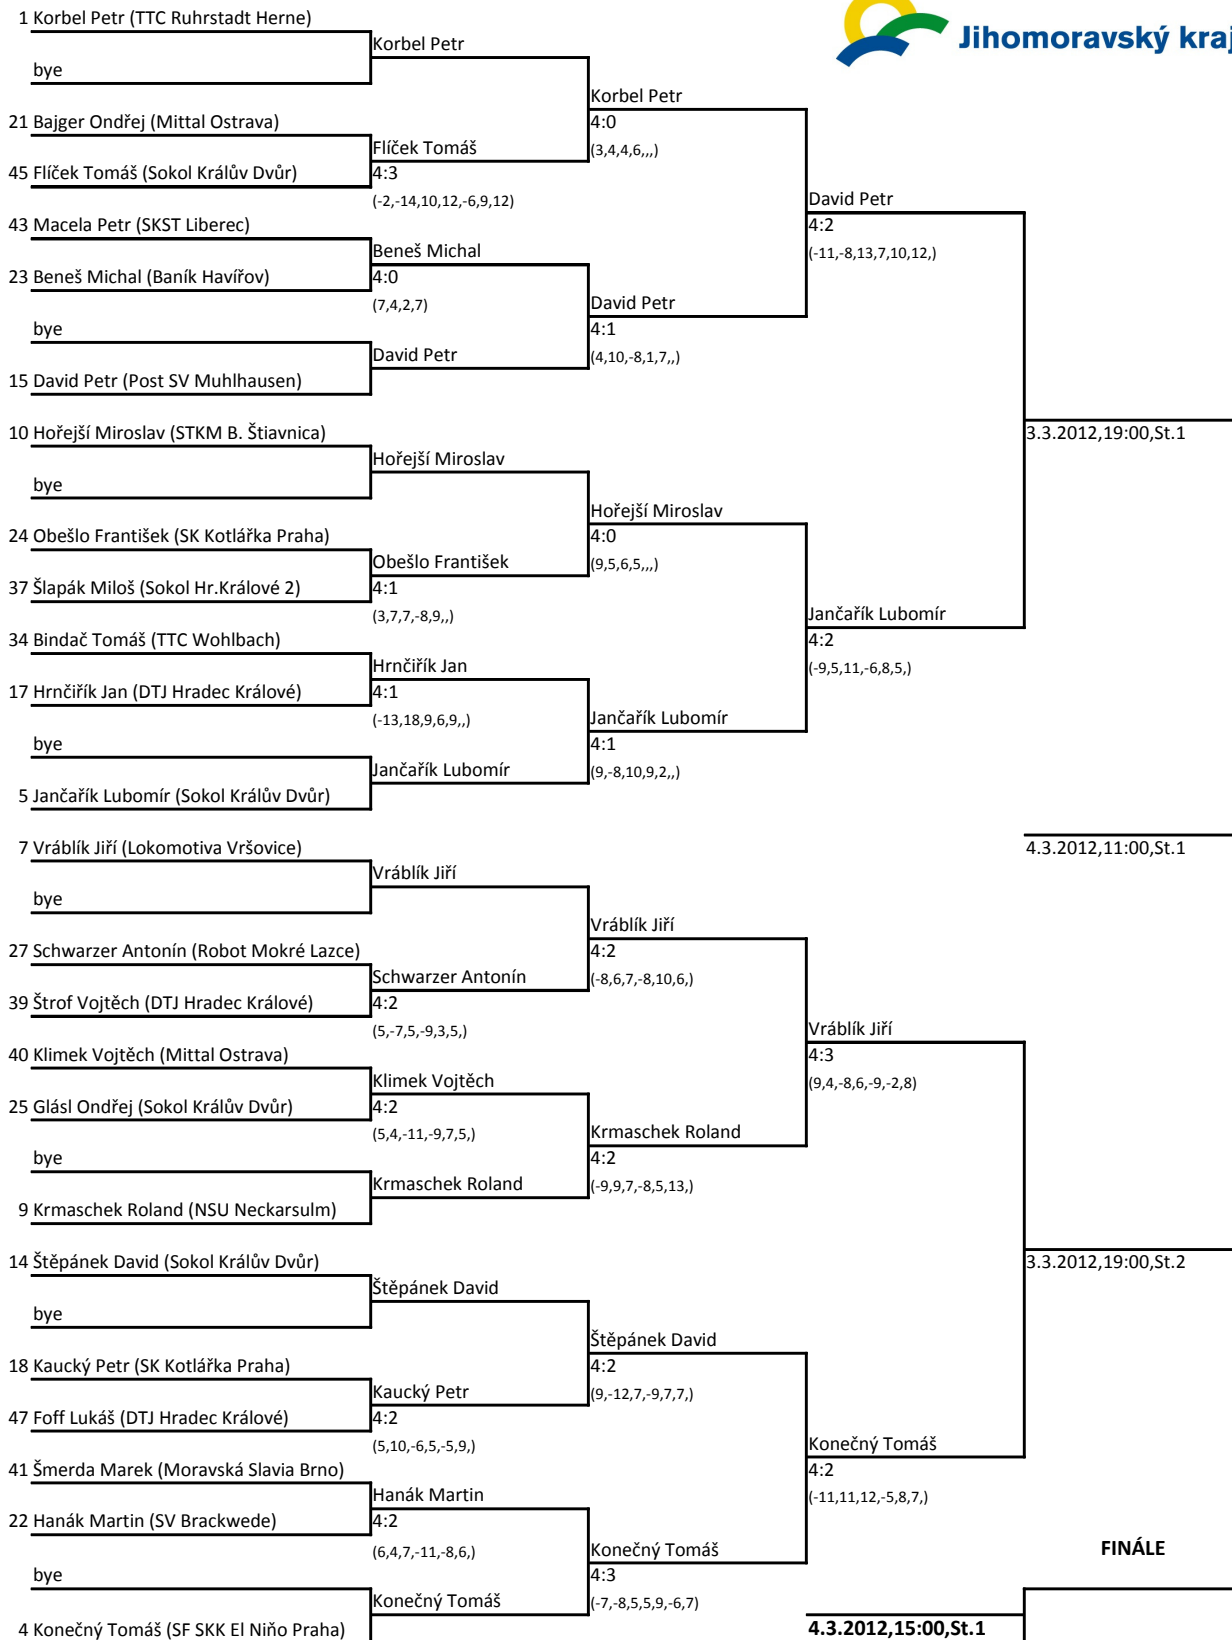 1 Korbel Petr (TTC Ruhrstadt Herne)
Jihomoravský kraj
Korbel Petr
bye
Korbel Petr
21 Bajger Ondřej (Mittal Ostrava)
4:0
Flíček Tomáš
(3,4,4,6,,,)
45 Flíček Tomáš (Sokol Králův Dvůr)
4:3
(-2,-14,10,12,-6,9,12)
David Petr
43 Macela Petr (SKST Liberec)
4:2
Beneš Michal
(-11,-8,13,7,10,12,)
23 Beneš Michal (Baník Havířov)
4:0
(7,4,2,7)
David Petr
bye
4:1
David Petr
(4,10,-8,1,7,,)
15 David Petr (Post SV Muhlhausen)
10 Hořejší Miroslav (STKM B. Štiavnica)
3.3.2012,19:00,St.1
Hořejší Miroslav
bye
Hořejší Miroslav
24 Obešlo František (SK Kotlářka Praha)
4:0
Obešlo František
(9,5,6,5,,,)
37 Šlapák Miloš (Sokol Hr.Králové 2)
4:1
(3,7,7,-8,9,,)
Jančařík Lubomír
34 Bindač Tomáš (TTC Wohlbach)
4:2
Hrnčiřík Jan
(-9,5,11,-6,8,5,)
17 Hrnčiřík Jan (DTJ Hradec Králové)
4:1
(-13,18,9,6,9,,)
Jančařík Lubomír
bye
4:1
Jančařík Lubomír
(9,-8,10,9,2,,)
5 Jančařík Lubomír (Sokol Králův Dvůr)
7 Vráblík Jiří (Lokomotiva Vršovice)
4.3.2012,11:00,St.1
Vráblík Jiří
bye
Vráblík Jiří
27 Schwarzer Antonín (Robot Mokré Lazce)
4:2
Schwarzer Antonín
(-8,6,7,-8,10,6,)
39 Štrof Vojtěch (DTJ Hradec Králové)
4:2
(5,-7,5,-9,3,5,)
Vráblík Jiří
40 Klimek Vojtěch (Mittal Ostrava)
4:3
Klimek Vojtěch
(9,4,-8,6,-9,-2,8)
25 Glásl Ondřej (Sokol Králův Dvůr)
4:2
(5,4,-11,-9,7,5,)
Krmaschek Roland
bye
4:2
Krmaschek Roland
(-9,9,7,-8,5,13,)
9 Krmaschek Roland (NSU Neckarsulm)
14 Štěpánek David (Sokol Králův Dvůr)
3.3.2012,19:00,St.2
Štěpánek David
bye
Štěpánek David
18 Kaucký Petr (SK Kotlářka Praha)
4:2
Kaucký Petr
(9,-12,7,-9,7,7,)
47 Foff Lukáš (DTJ Hradec Králové)
4:2
(5,10,-6,5,-5,9,)
Konečný Tomáš
41 Šmerda Marek (Moravská Slavia Brno)
4:2
Hanák Martin
(-11,11,12,-5,8,7,)
22 Hanák Martin (SV Brackwede)
4:2
(6,4,7,-11,-8,6,)
Konečný Tomáš
FINÁLE
bye
4:3
Konečný Tomáš
(-7,-8,5,5,9,-6,7)
4 Konečný Tomáš (SF SKK El Niňo Praha)
4.3.2012,15:00,St.1